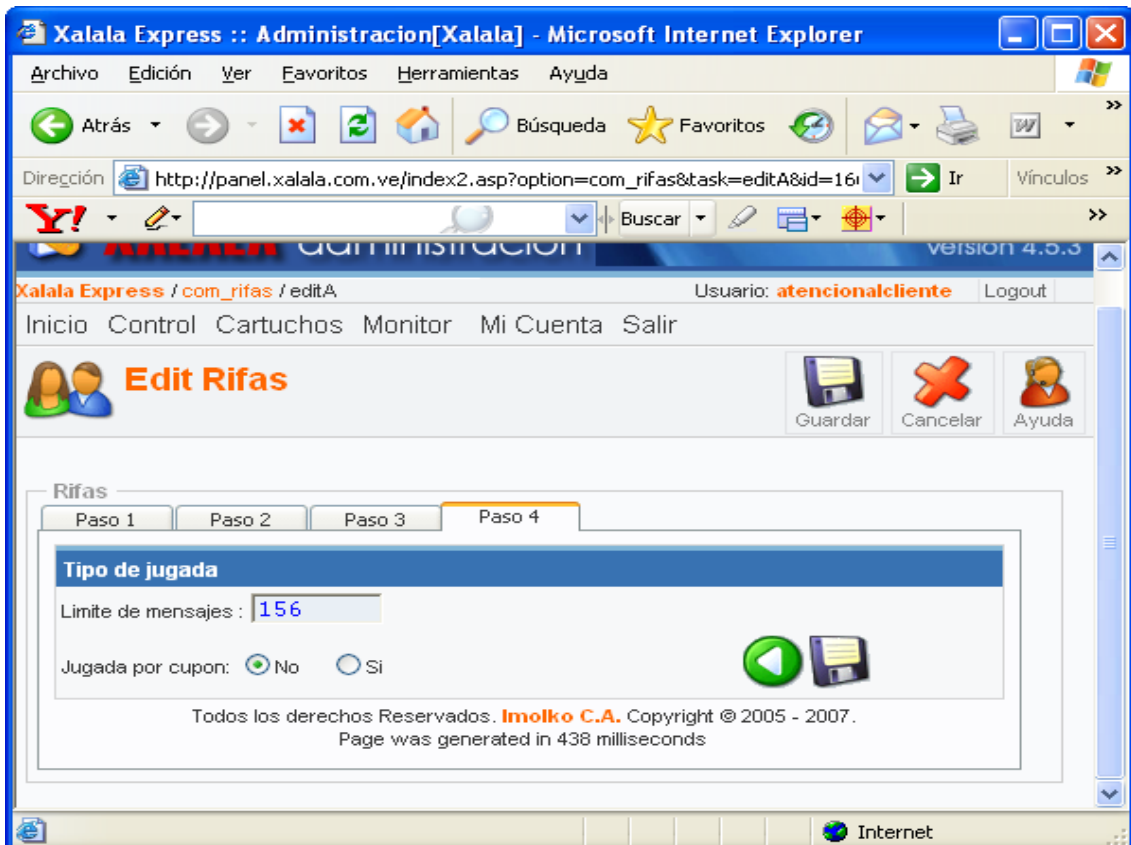 Xalala Express :: Administracion[Xalala] - Microsoft Internet Explorer
Archivo Edición Ver Favoritos Herramientas Ayuda
Atrás Búsqueda Favoritos
Dirección http://panel.xalala.com.ve/index2.asp?option=com_rifas&task=editA&id=16 Ir Vínculos
Y! Buscar
XALALA administración versión 4.5.3
Xalala Express / com_rifas / editA Usuario: atencionalcliente Logout
Inicio Control Cartuchos Monitor Mi Cuenta Salir
Edit Rifas
Guardar Cancelar Ayuda
Rifas
Paso 1 Paso 2 Paso 3 Paso 4
Tipo de jugada
Limite de mensajes : 156
Jugada por cupon: No Si
Todos los derechos Reservados. Imolko C.A. Copyright © 2005 - 2007.
Page was generated in 438 milliseconds
Internet